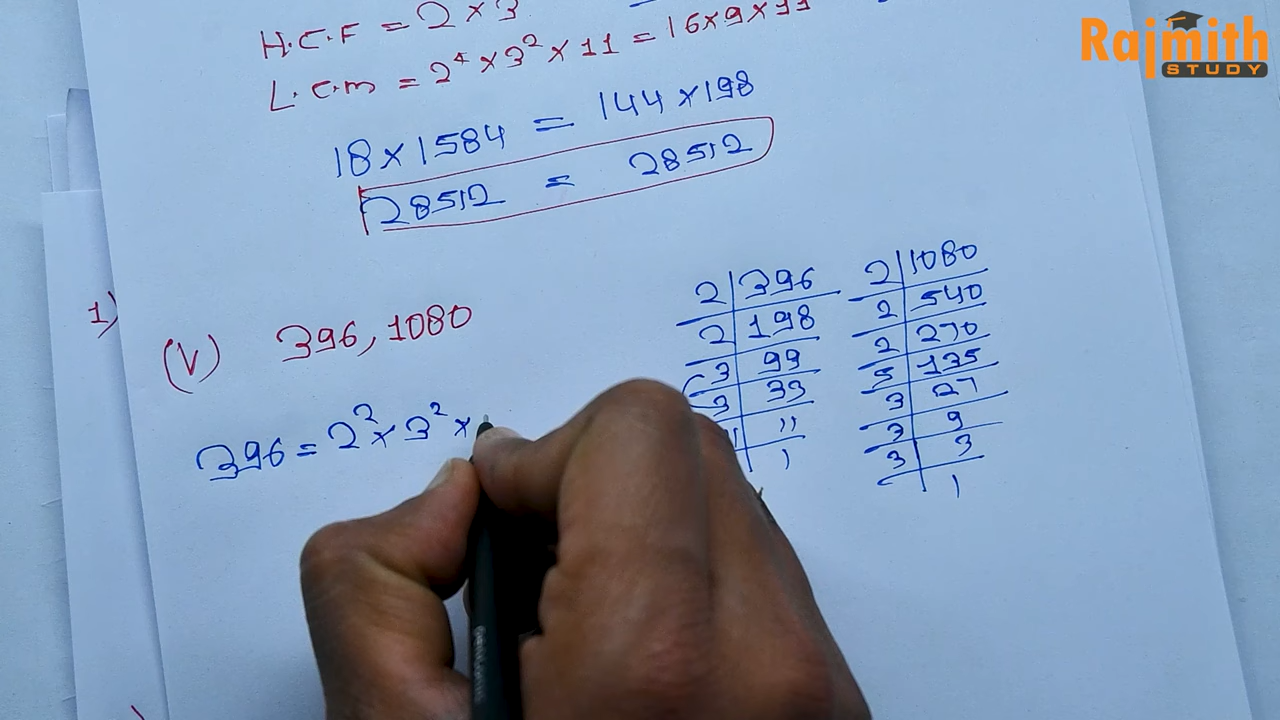 Rajmith
STUDY
H.C.F = 2 × 3
L.C.M = 2⁴ × 3² × 11 = 16×9×11
18 × 1584 = 144 × 198
28512 = 28512
1)
(V) 396, 1080
396 = 2² × 3² ×
2 | 396
2 | 198
3 | 99
3 | 33
11 | 11
1
2 | 1080
2 | 540
2 | 270
5 | 135
3 | 27
3 | 9
3 | 3
1